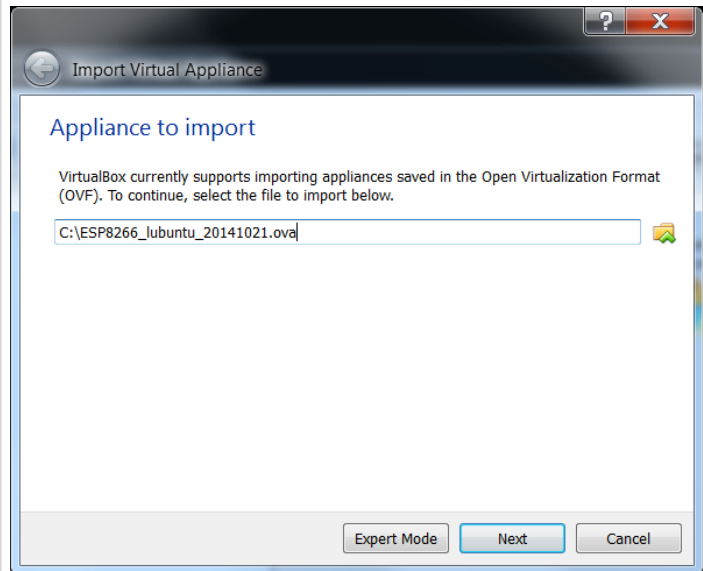 ?
X
Import Virtual Appliance
Appliance to import
VirtualBox currently supports importing appliances saved in the Open Virtualization Format
(OVF). To continue, select the file to import below.
C:\ESP8266_lubuntu_20141021.ova
Expert Mode Next Cancel